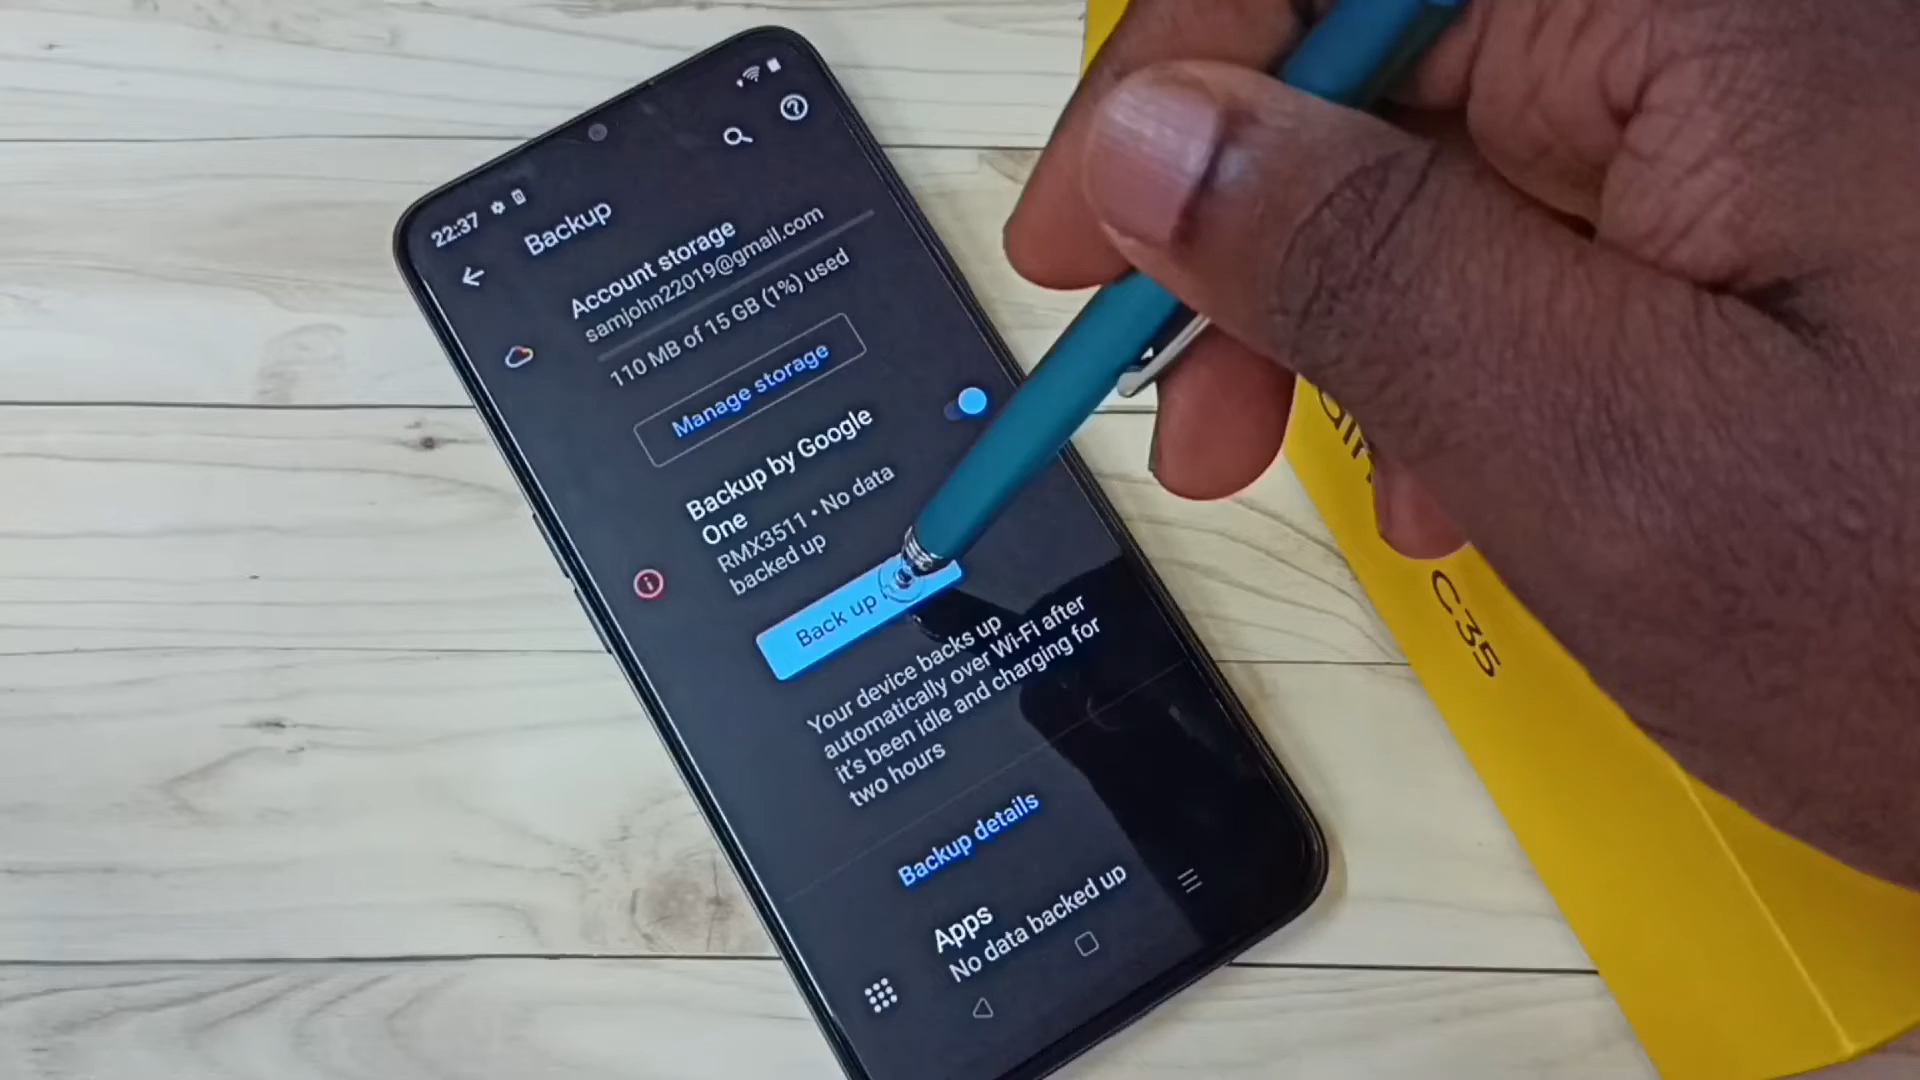 22:37
Backup
Account storage
samjohn22019@gmail.com
110 MB of 15 GB (1%) used
Manage storage
Backup by Google
One
RMX3511 • No data
backed up
Back up
Your device backs up
automatically over Wi-Fi after
it's been idle and charging for
two hours
Backup details
Apps
No data backed up
C35